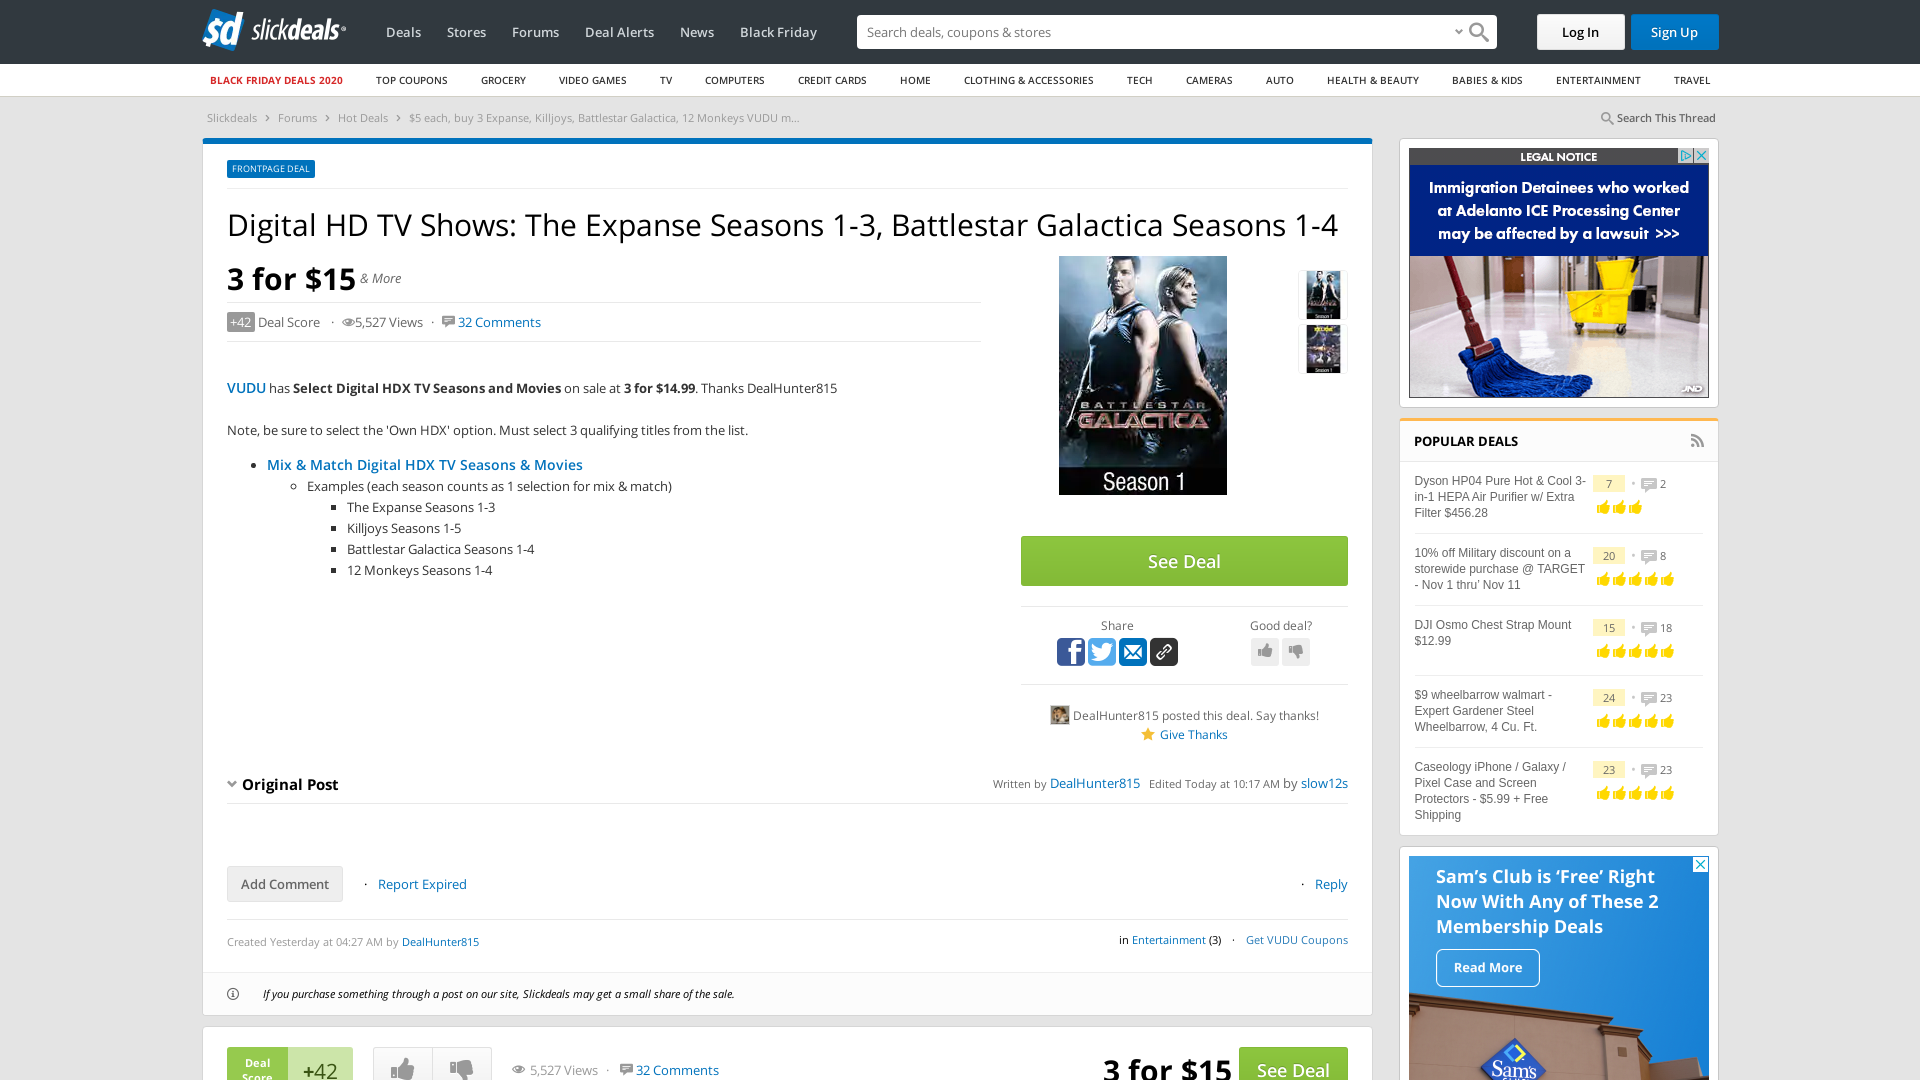 sd slickdeals
Deals Stores Forums Deal Alerts News Black Friday
Search deals, coupons & shopping
Log In Sign Up
BLACK FRIDAY DEALS 2020 TOP COUPONS GROCERY VIDEO GAMES TV COMPUTERS CREDIT CARDS HOME CLOTHING & ACCESSORIES TECH CAMERAS AUTO HEALTH & BEAUTY BABIES & KIDS ENTERTAINMENT TRAVEL
Slickdeals › Forums › Hot Deals › $5 each, buy 3 Expanse, Killjoys, Battlestar Galactica, 12 Monkeys VUDU m...
Search This Thread
FRONTPAGE DEAL
Digital HD TV Shows: The Expanse Seasons 1-3, Battlestar Galactica Seasons 1-4
3 for $15 & More
+42 Deal Score · 5,527 Views · 32 Comments
VUDU has Select Digital HDX TV Seasons and Movies on sale at 3 for $14.99. Thanks DealHunter815
Note, be sure to select the 'Own HDX' option. Must select 3 qualifying titles from the list.
Mix & Match Digital HDX TV Seasons & Movies
Examples (each season counts as 1 selection for mix & match)
The Expanse Seasons 1-3
Killjoys Seasons 1-5
Battlestar Galactica Seasons 1-4
12 Monkeys Seasons 1-4
BATTLESTAR
GALACTICA
Season 1
Season 1
Season 1
See Deal
Share
Good deal?
DealHunter815 posted this deal. Say thanks!
Give Thanks
Original Post
Written by DealHunter815 Edited Today at 10:17 AM by slow12s
Add Comment · Report Expired
· Reply
Created Yesterday at 04:27 AM by DealHunter815
in Entertainment (3) · Get VUDU Coupons
If you purchase something through a post on our site, Slickdeals may get a small share of the sale.
Deal
Score
+42
5,527 Views · 32 Comments
3 for $15
See Deal
LEGAL NOTICE
Immigration Detainees who worked
at Adelanto ICE Processing Center
may be affected by a lawsuit >>>
JND
POPULAR DEALS
Dyson HP04 Pure Hot & Cool 3-
in-1 HEPA Air Purifier w/ Extra
Filter $456.28
7 · 2
10% off Military discount on a
storewide purchase @ TARGET
- Nov 1 thru' Nov 11
20 · 8
DJI Osmo Chest Strap Mount
$12.99
15 · 18
$9 wheelbarrow walmart -
Expert Gardener Steel
Wheelbarrow, 4 Cu. Ft.
24 · 23
Caseology iPhone / Galaxy /
Pixel Case and Screen
Protectors - $5.99 + Free
Shipping
23 · 23
Sam's Club is 'Free' Right
Now With Any of These 2
Membership Deals
Read More
Sam's